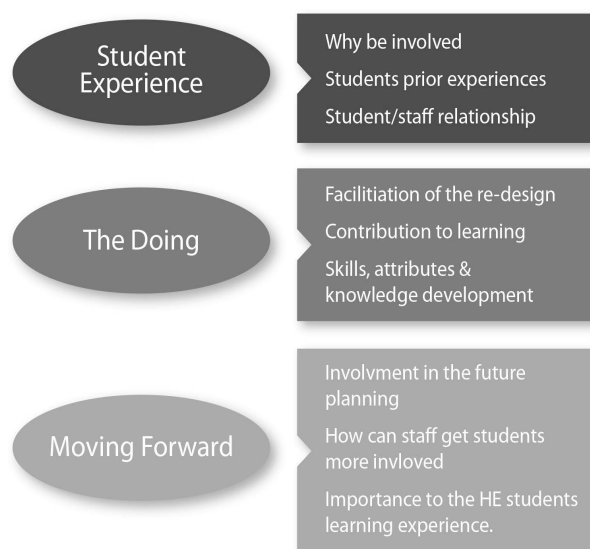 Student
Experience
Why be involved
Students prior experiences
Student/staff relationship
The Doing
Facilitiation of the re-design
Contribution to learning
Skills, attributes &
knowledge development
Moving Forward
Involvment in the future
planning
How can staff get students
more invloved
Importance to the HE students
learning experience.